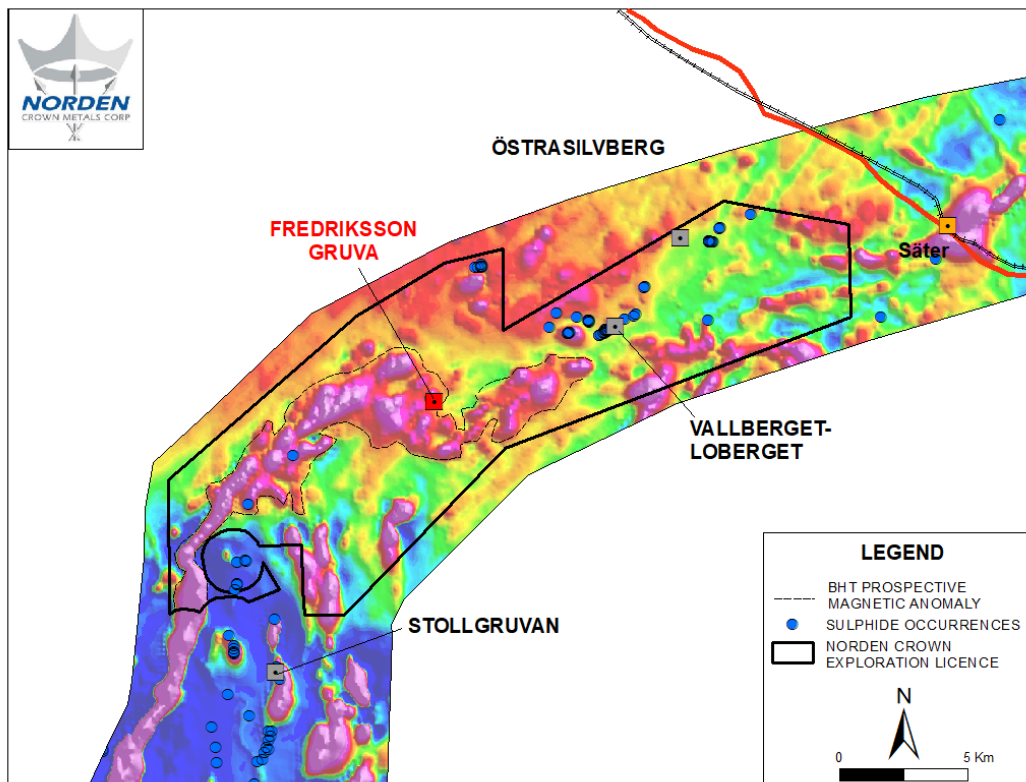 NORDEN
CROWN METALS CORP
ÖSTRASILVBERG
FREDRIKSSON
GRUVA
Säter
VALLBERGET-
LOBERGET
STOLLGRUVAN
LEGEND
BHT PROSPECTIVE
MAGNETIC ANOMALY
SULPHIDE OCCURRENCES
NORDEN CROWN
EXPLORATION LICENCE
N
0 5 Km